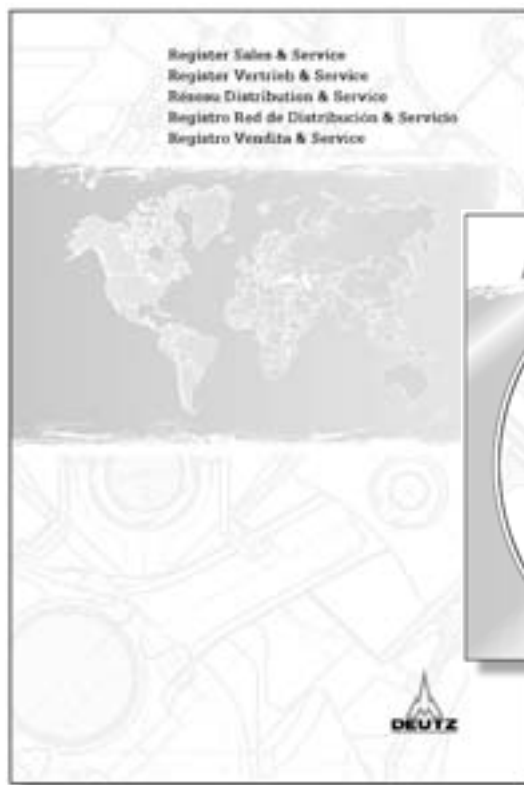 Register Sales & Service
Register Vertrieb & Service
Réseau Distribution & Service
Registro Red de Distribución & Servicio
Registro Vendita & Service
DEUTZ